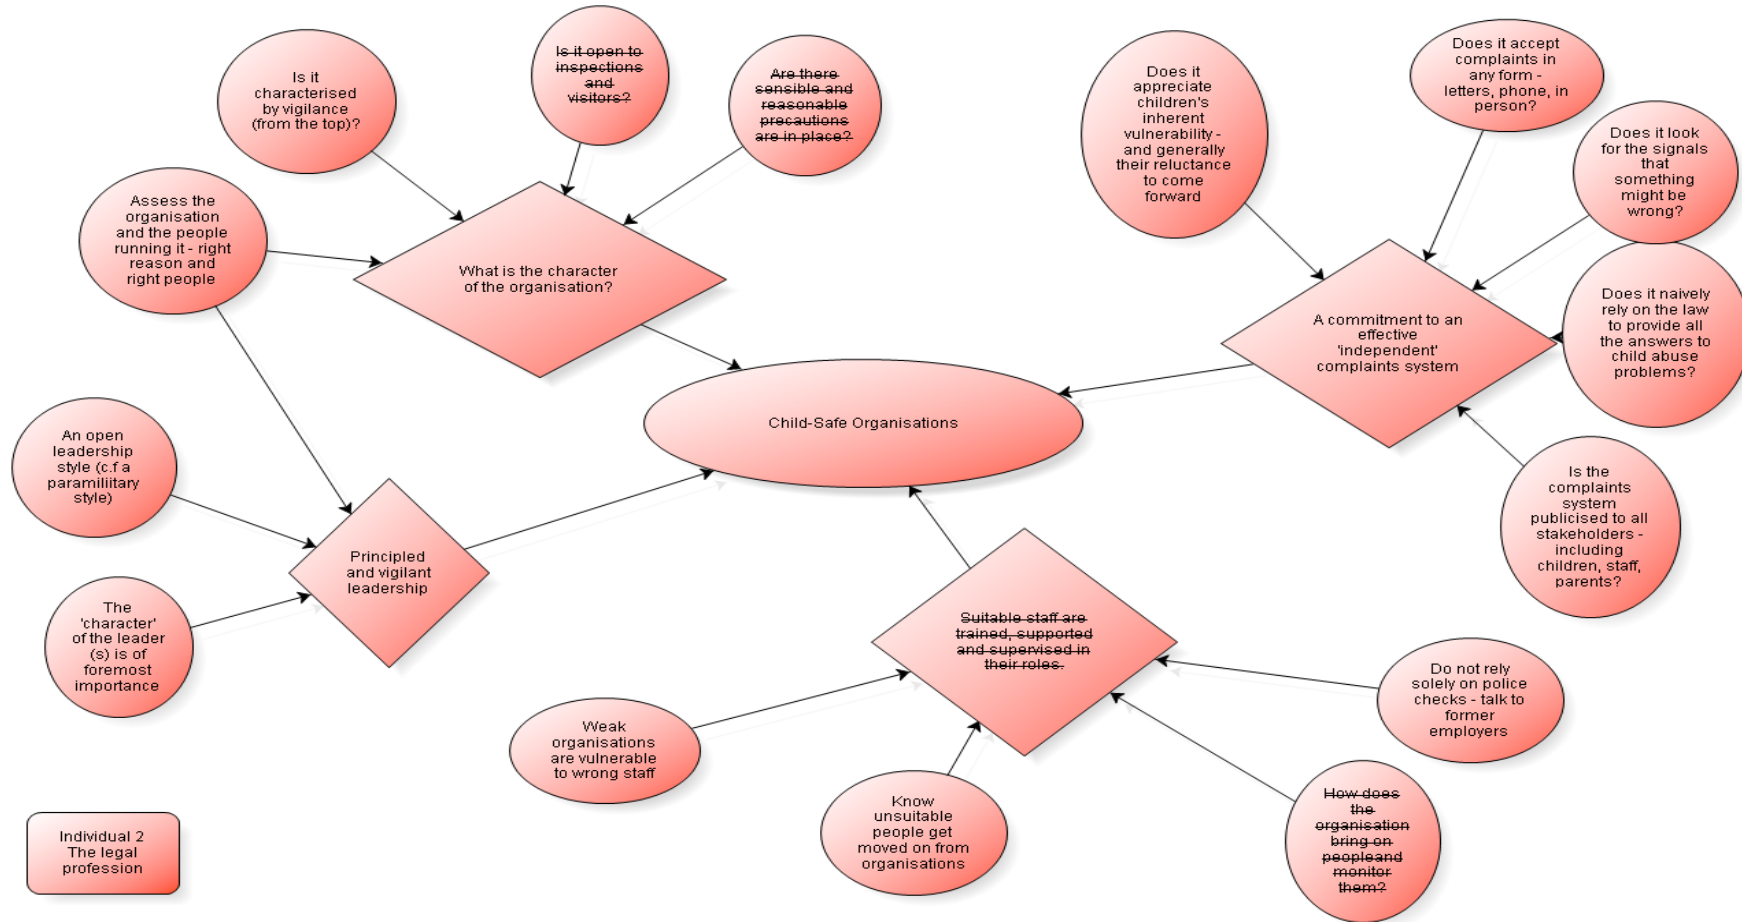 Is it
characterised
by vigilance
(from the top)?
Is it open to
inspections
and
visitors?
Are there
sensible and
reasonable
precautions
are in place?
Assess the
organisation
and the people
running it - right
reason and
right people
What is the character
of the organisation?
Does it
appreciate
children's
inherent
vulnerability -
and generally
their reluctance
to come
forward
Does it accept
complaints in
any form -
letters, phone, in
person?
Does it look
for the signals
that
something
might be
wrong?
Does it naively
rely on the law
to provide all
the answers to
child abuse
problems?
A commitment to an
effective
'independent'
complaints system
Is the
complaints
system
publicised to all
stakeholders -
including
children, staff,
parents?
Child-Safe Organisations
An open
leadership
style (c.f a
paramiliitary
style)
Principled
and vigilant
leadership
The
'character'
of the leader
(s) is of
foremost
importance
Suitable staff are
trained, supported
and supervised in
their roles.
Weak
organisations
are vulnerable
to wrong staff
Know
unsuitable
people get
moved on from
organisations
Do not rely
solely on police
checks - talk to
former
employers
How does
the
organisation
bring on
peopleand
monitor
them?
Individual 2
The legal
profession